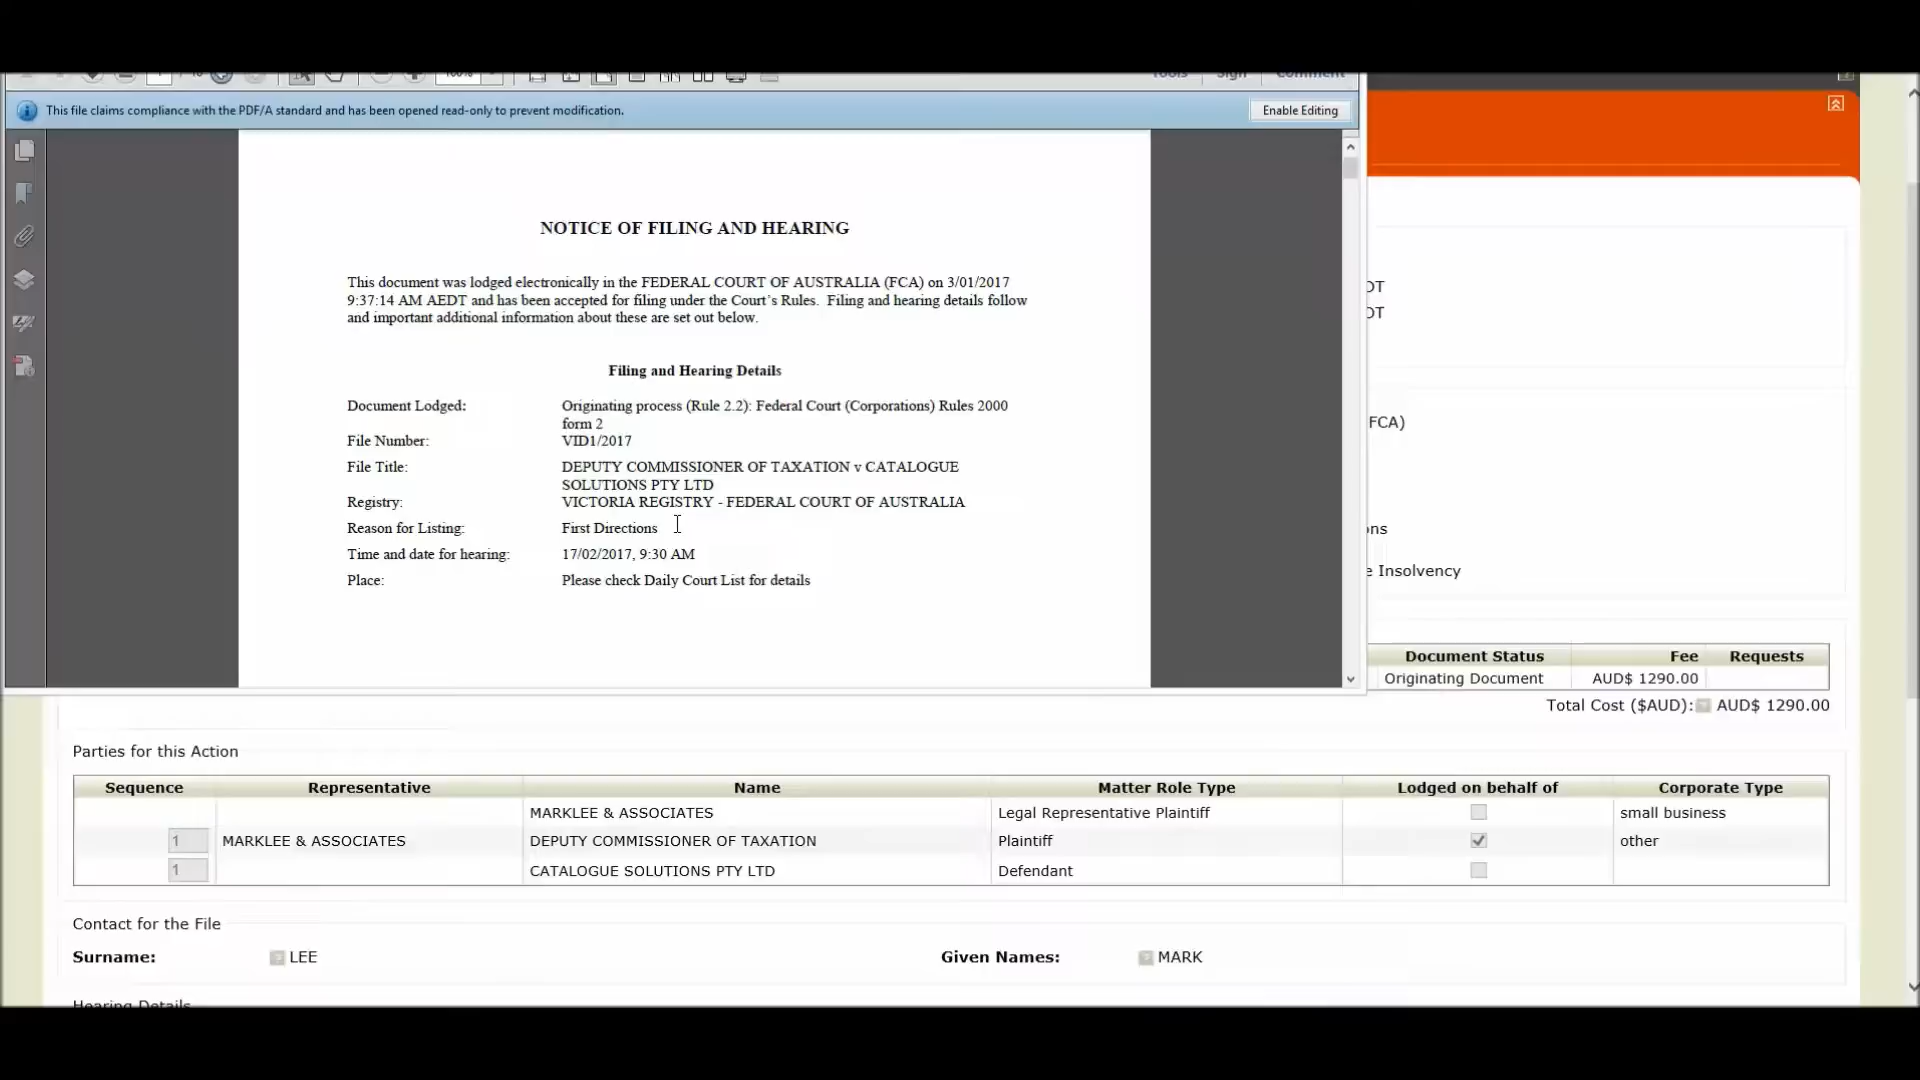 100%
Tools
Sign
Comment
This file claims compliance with the PDF/A standard and has been opened read-only to prevent modification.
Enable Editing
NOTICE OF FILING AND HEARING
This document was lodged electronically in the FEDERAL COURT OF AUSTRALIA (FCA) on 3/01/2017
9:37:14 AM AEDT and has been accepted for filing under the Court's Rules. Filing and hearing details follow
and important additional information about these are set out below.
Filing and Hearing Details
Document Lodged: Originating process (Rule 2.2): Federal Court (Corporations) Rules 2000
form 2
File Number: VID1/2017
File Title: DEPUTY COMMISSIONER OF TAXATION v CATALOGUE
SOLUTIONS PTY LTD
Registry: VICTORIA REGISTRY - FEDERAL COURT OF AUSTRALIA
Reason for Listing: First Directions
Time and date for hearing: 17/02/2017, 9:30 AM
Place: Please check Daily Court List for details
DT
DT
FCA)
ns
e Insolvency
Document Status Fee Requests
Originating Document AUD$ 1290.00
Total Cost ($AUD): AUD$ 1290.00
Parties for this Action
Sequence Representative Name Matter Role Type Lodged on behalf of Corporate Type
MARKLEE & ASSOCIATES Legal Representative Plaintiff small business
1 MARKLEE & ASSOCIATES DEPUTY COMMISSIONER OF TAXATION Plaintiff other
1 CATALOGUE SOLUTIONS PTY LTD Defendant
Contact for the File
Surname: LEE Given Names: MARK
Hearing Details